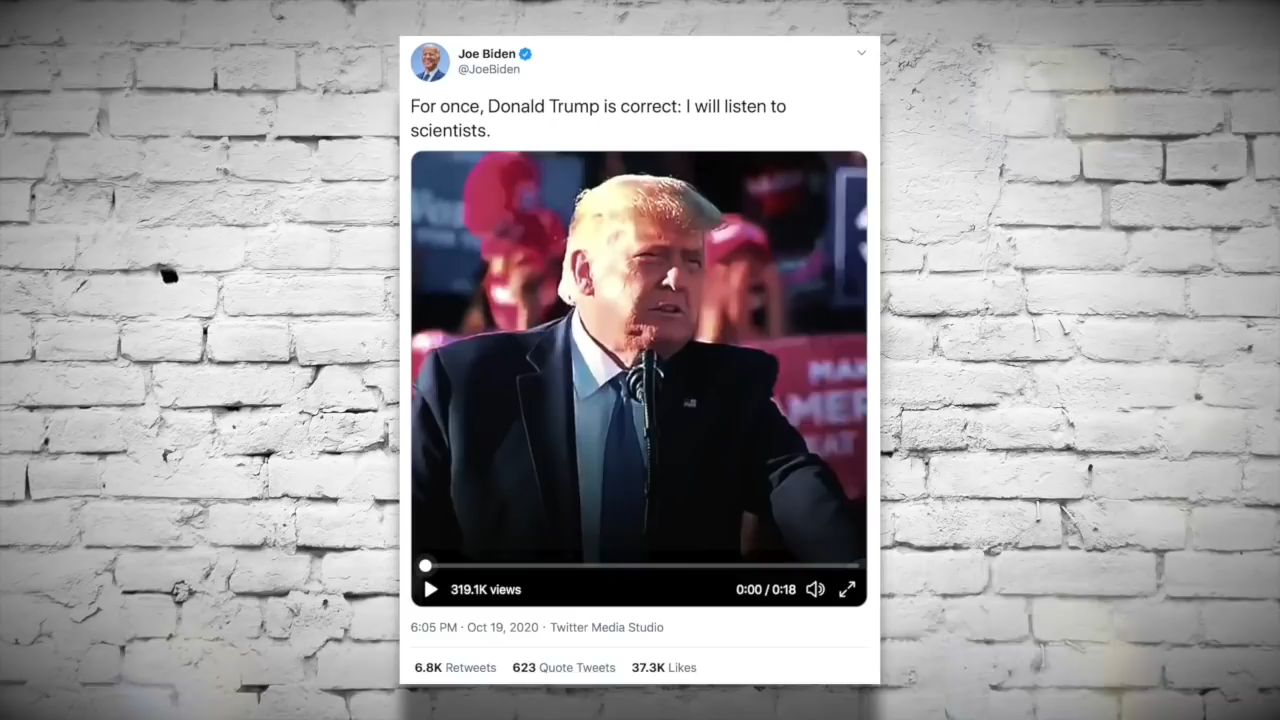 Joe Biden
@JoeBiden
For once, Donald Trump is correct: I will listen to
scientists.
319.1K views
0:00 / 0:18
6:05 PM · Oct 19, 2020 · Twitter Media Studio
6.8K Retweets 623 Quote Tweets 37.3K Likes